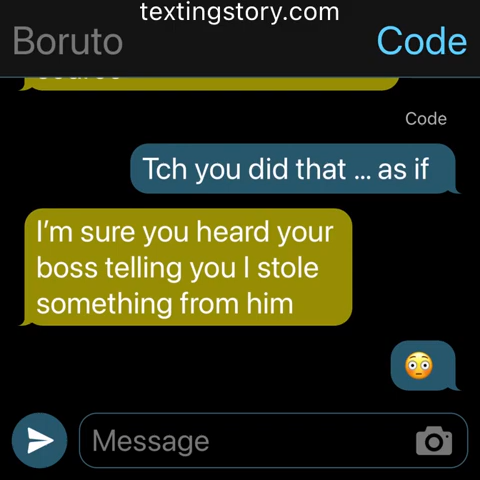 textingstory.com
Boruto
Code
Code
Tch you did that ... as if
I'm sure you heard your
boss telling you I stole
something from him
😳
Message